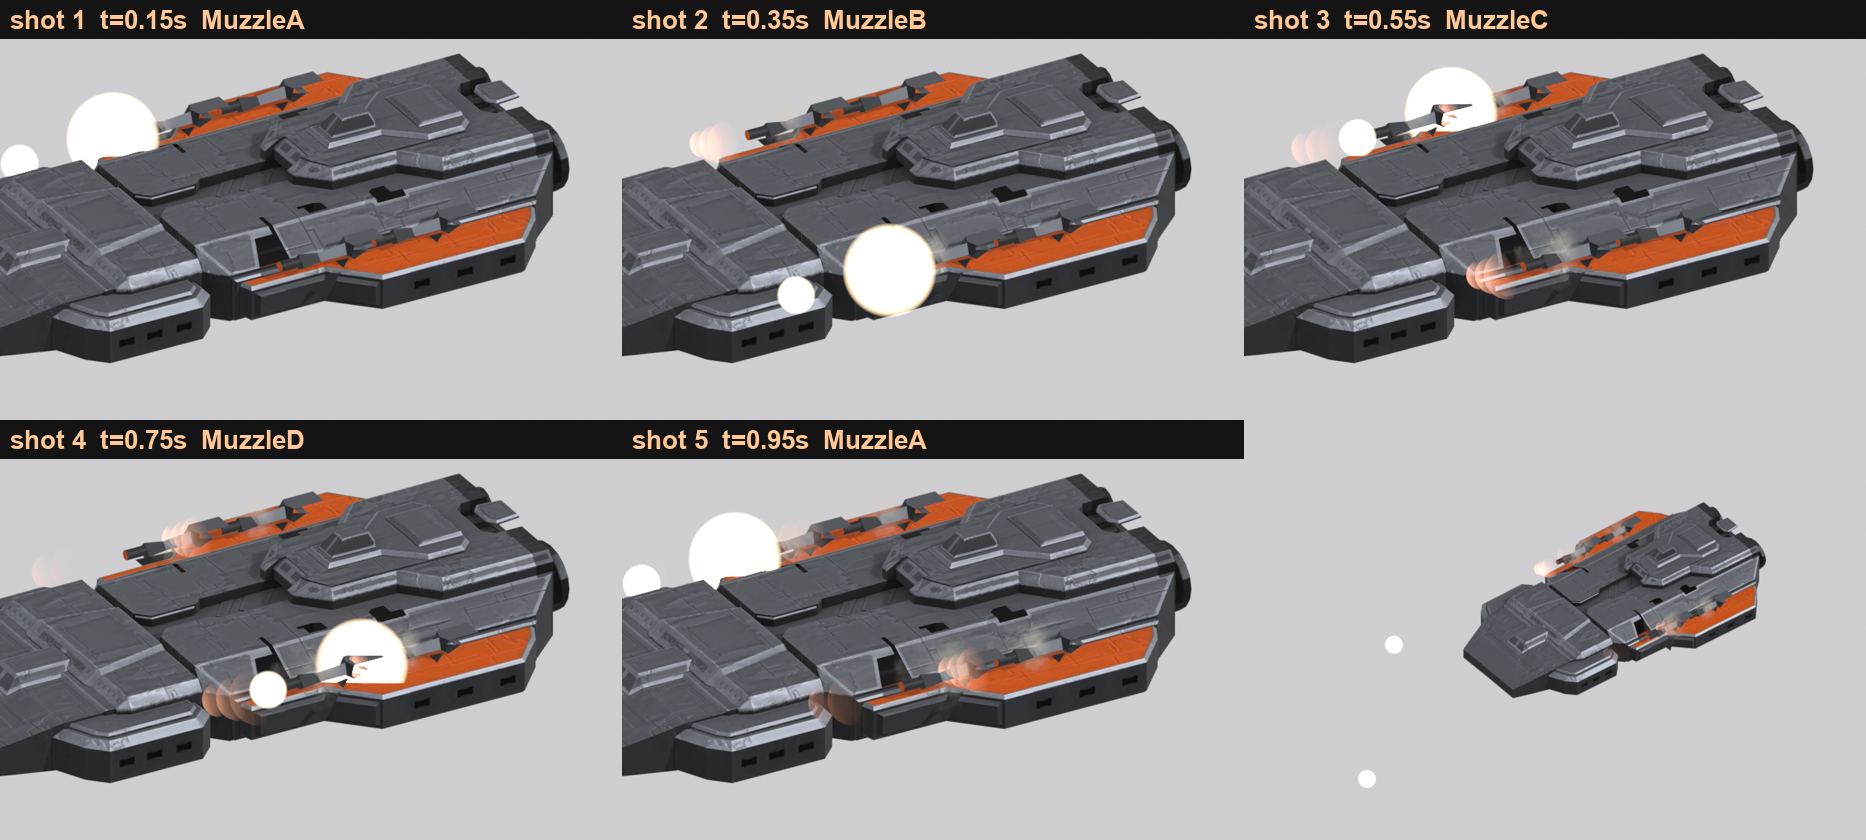 shot 1 t=0.15s MuzzleA
shot 2 t=0.35s MuzzleB
shot 3 t=0.55s MuzzleC
shot 4 t=0.75s MuzzleD
shot 5 t=0.95s MuzzleA